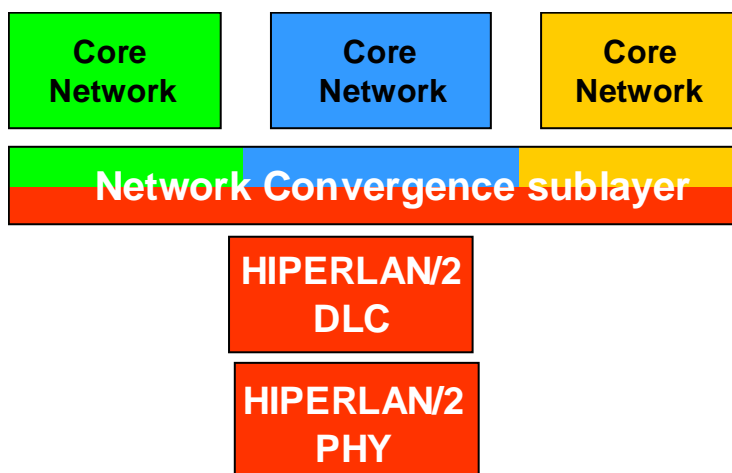 Core
Network
Core
Network
Core
Network
Network Convergence sublayer
HIPERLAN/2
DLC
HIPERLAN/2
PHY